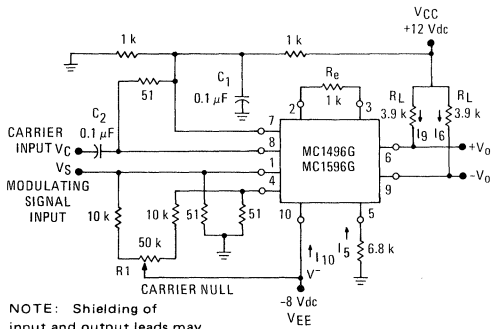 VCC
+12 Vdc
1 k
1 k
51
C1
0.1 µF
Re
1 k
2
3
RL
3.9 k
RL
3.9 k
I9
I6
C2
0.1 µF
CARRIER
INPUT VC
VS
MODULATING
SIGNAL
INPUT
7
8
1
4
MC1496G
MC1596G
6
+Vo
9
-Vo
10
5
10 k
10 k
51
51
50 k
R1
CARRIER NULL
I10
I5
6.8 k
V-
-8 Vdc
VEE
NOTE: Shielding of
input and output leads may